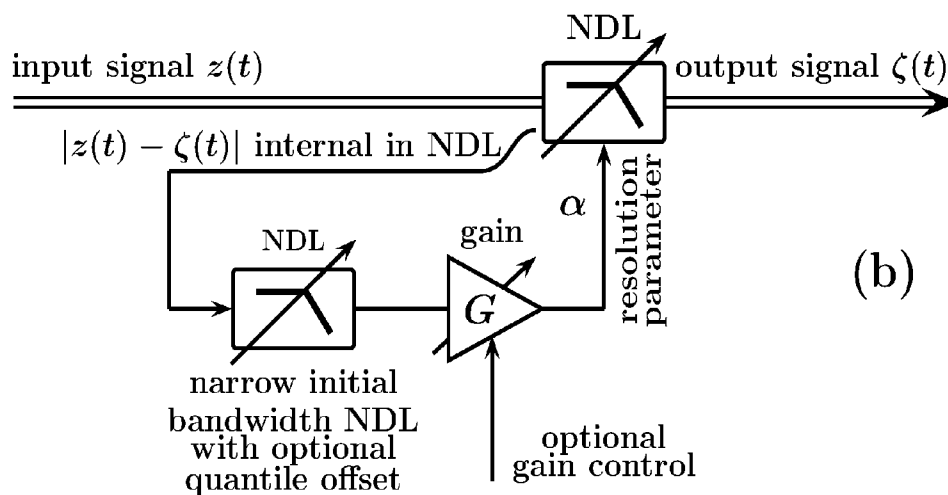 NDL
input signal z(t)
output signal ζ(t)
|z(t) − ζ(t)| internal in NDL
α
resolution
parameter
NDL
gain
G
(b)
narrow initial
bandwidth NDL
with optional
quantile offset
optional
gain control